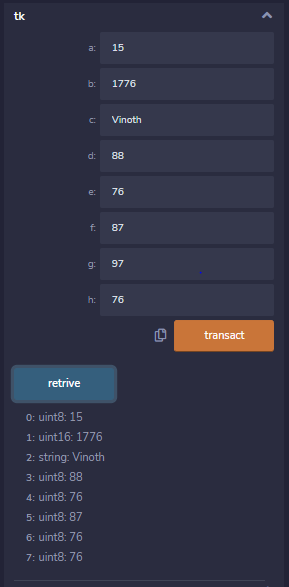 tk
a: 15
b: 1776
c: Vinoth
d: 88
e: 76
f: 87
g: 97
h: 76
transact
retrive
0: uint8: 15
1: uint16: 1776
2: string: Vinoth
3: uint8: 88
4: uint8: 76
5: uint8: 87
6: uint8: 76
7: uint8: 76